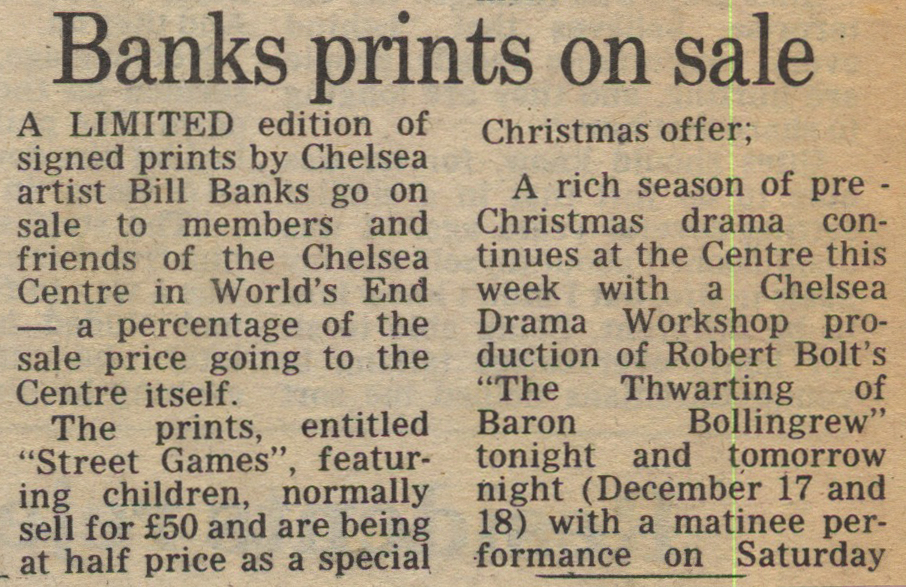 Banks prints on sale
A LIMITED edition of
signed prints by Chelsea
artist Bill Banks go on
sale to members and
friends of the Chelsea
Centre in World's End
— a percentage of the
sale price going to the
Centre itself.
The prints, entitled
"Street Games", featur-
ing children, normally
sell for £50 and are being
at half price as a special
Christmas offer;
A rich season of pre -
Christmas drama con-
tinues at the Centre this
week with a Chelsea
Drama Workshop pro-
duction of Robert Bolt's
"The Thwarting of
Baron Bollingrew"
tonight and tomorrow
night (December 17 and
18) with a matinee per-
formance on Saturday